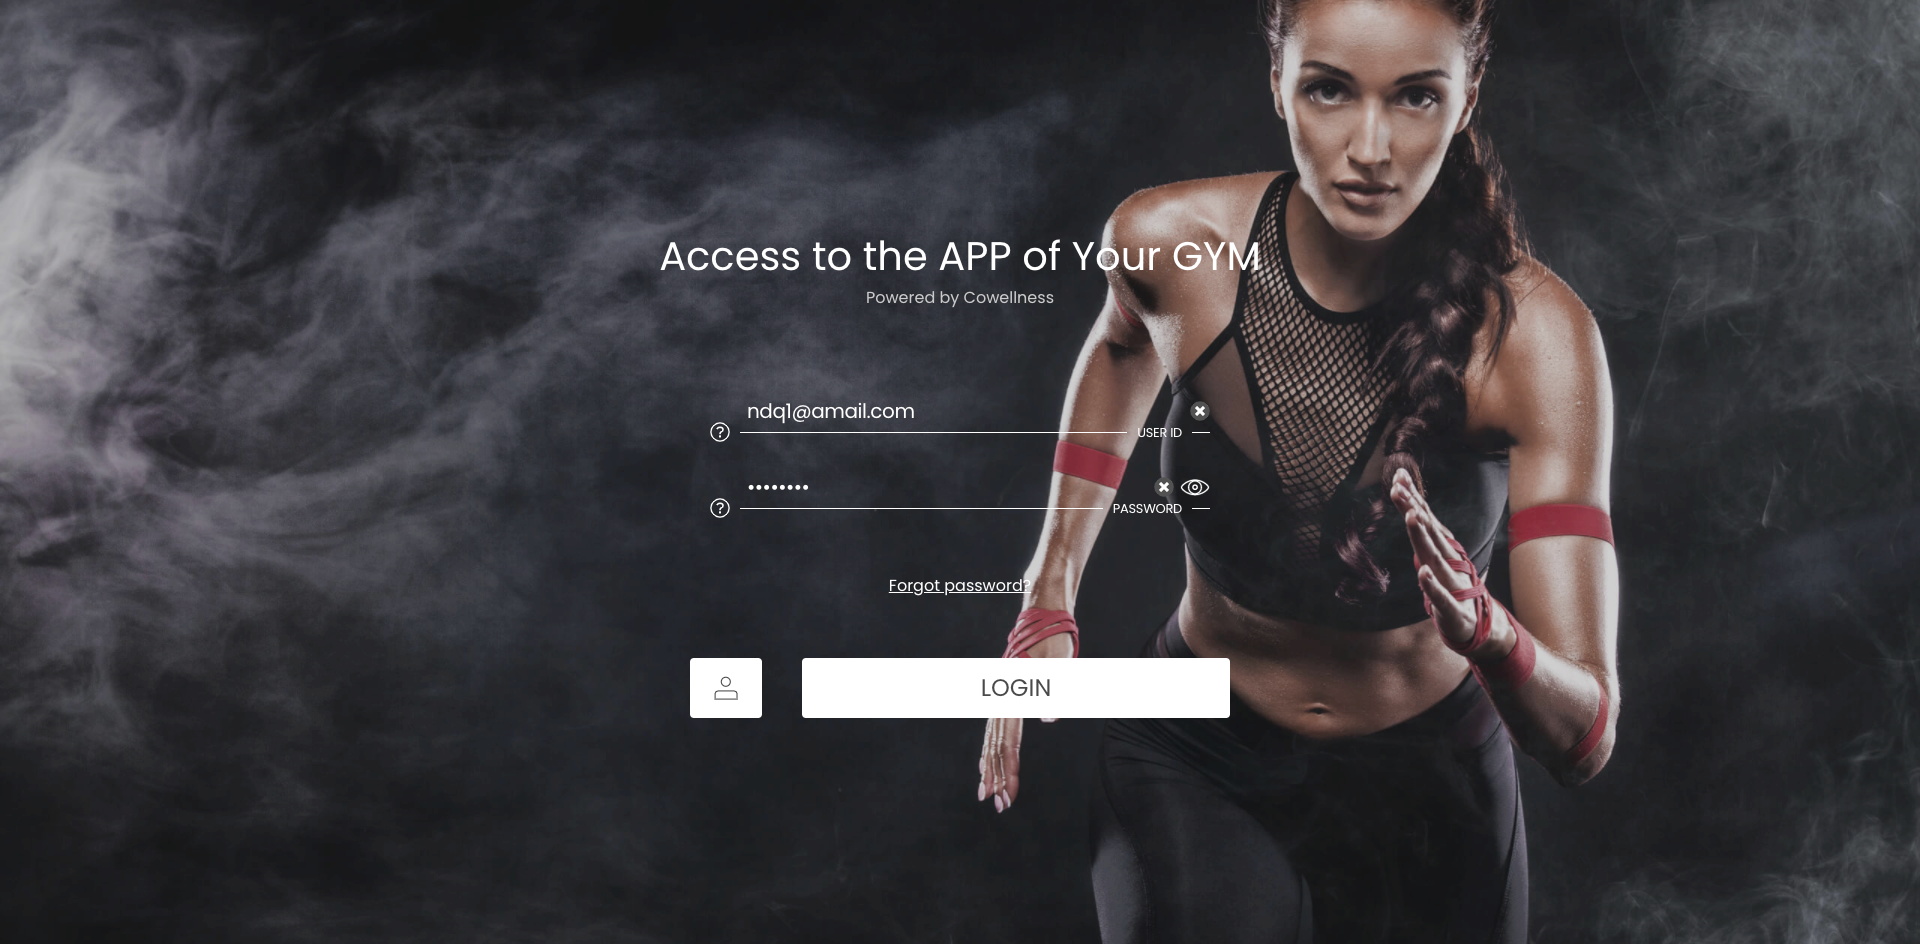 Access to the APP of Your GYM
Powered by Cowellness
ndq1@amail.com
USER ID
••••••••
PASSWORD
Forgot password?
LOGIN